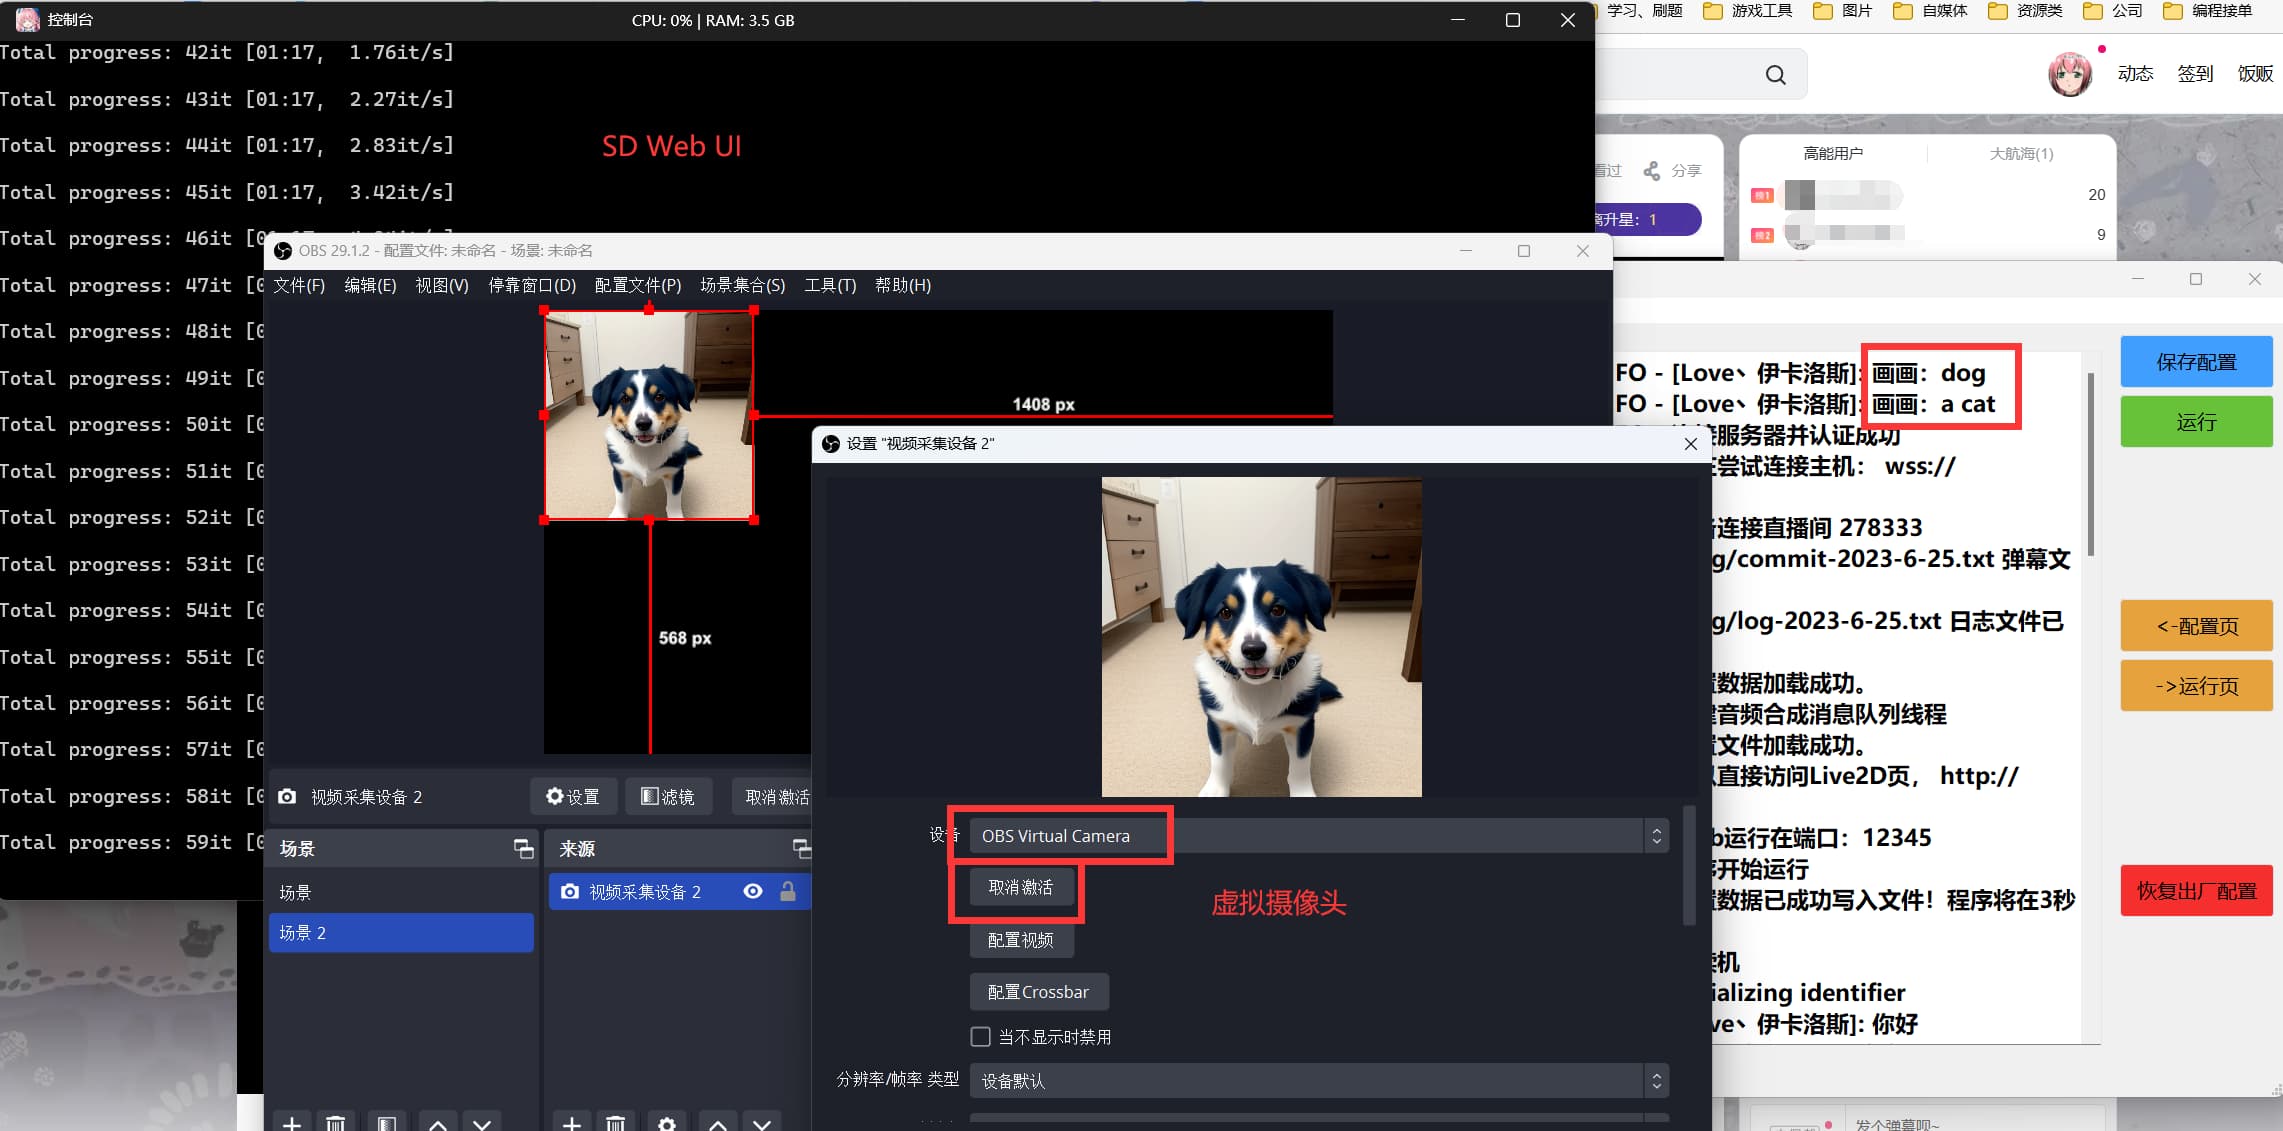 控制台
CPU: 0% | RAM: 3.5 GB
Total progress: 42it [01:17,  1.76it/s]
Total progress: 43it [01:17,  2.27it/s]
Total progress: 44it [01:17,  2.83it/s]
Total progress: 45it [01:17,  3.42it/s]
Total progress: 46it
Total progress: 47it [0
Total progress: 48it [0
Total progress: 49it [0
Total progress: 50it [0
Total progress: 51it [0
Total progress: 52it [0
Total progress: 53it [0
Total progress: 54it [0
Total progress: 55it [0
Total progress: 56it [0
Total progress: 57it [0
Total progress: 58it [0
Total progress: 59it [0
SD Web UI
学习、刷题 游戏工具 图片 自媒体 资源类 公司 编程接单
动态 签到 饭贩
看过 分享
离升星：1
高能用户 大航海(1)
榜1 20
榜2 9
OBS 29.1.2 - 配置文件: 未命名 - 场景: 未命名
文件(F) 编辑(E) 视图(V) 停靠窗口(D) 配置文件(P) 场景集合(S) 工具(T) 帮助(H)
1408 px
568 px
视频采集设备 2 设置 滤镜 取消激活
场景
场景
场景 2
来源
视频采集设备 2
设置 "视频采集设备 2"
设备 OBS Virtual Camera
取消激活
虚拟摄像头
配置视频
配置Crossbar
当不显示时禁用
分辨率/帧率 类型 设备默认
FO - [Love丶伊卡洛斯]: 画画：dog
FO - [Love丶伊卡洛斯]: 画画：a cat
服务器并认证成功
尝试连接主机： wss://
连接直播间 278333
g/commit-2023-6-25.txt 弹幕文
g/log-2023-6-25.txt 日志文件已
数据加载成功。
音频合成消息队列线程
文件加载成功。
直接访问Live2D页， http://
b运行在端口：12345
开始运行
数据已成功写入文件！程序将在3秒
机
ializing identifier
ve丶伊卡洛斯]: 你好
保存配置
运行
<-配置页
->运行页
恢复出厂配置
发个弹幕呗~